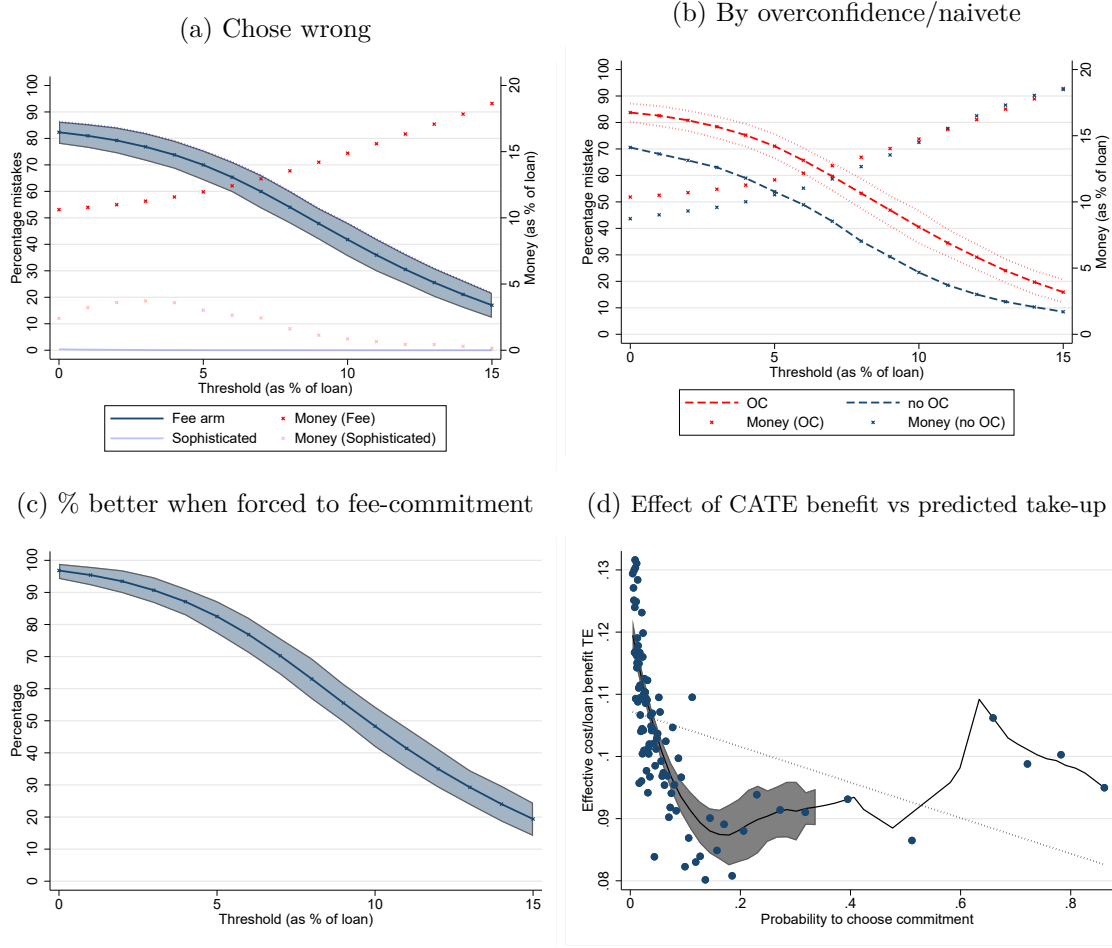 (a) Chose wrong
Percentage mistakes
0 10 20 30 40 50 60 70 80 90 100
Money (as % of loan)
0 5 10 15 20
0 5 10 15
Threshold (as % of loan)
Fee arm
Money (Fee)
Sophisticated
Money (Sophisticated)
(b) By overconfidence/naivete
Percentage mistakes
0 10 20 30 40 50 60 70 80 90 100
Money (as % of loan)
0 5 10 15 20
0 5 10 15
Threshold (as % of loan)
OC
no OC
Money (OC)
Money (no OC)
(c) % better when forced to fee-commitment
Percentage
0 10 20 30 40 50 60 70 80 90 100
0 5 10 15
Threshold (as % of loan)
(d) Effect of CATE benefit vs predicted take-up
Effective cost/loan benefit TE
.08 .09 .1 .11 .12 .13
0 .2 .4 .6 .8
Probability to choose commitment